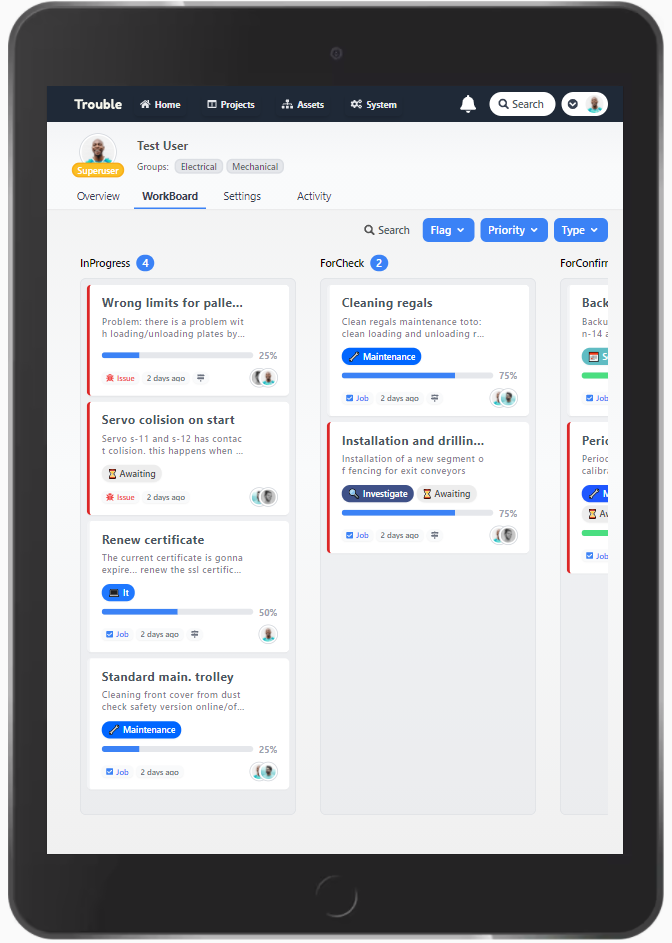 Trouble Home Projects Assets System Search
Test User
Superuser
Groups: Electrical Mechanical
Overview WorkBoard Settings Activity
Search Flag Priority Type
InProgress 4
Wrong limits for palle...
Problem: there is a problem wit
h loading/unloading plates by...
25%
Issue 2 days ago
Servo colision on start
Servo s-11 and s-12 has contac
t colision. this happens when ...
Awaiting
Issue 2 days ago
Renew certificate
The current certificate is gonna
expire... renew the ssl certific...
It
50%
Job 2 days ago
Standard main. trolley
Cleaning front cover from dust
check safety version online/of...
Maintenance
25%
Job 2 days ago
ForCheck 2
Cleaning regals
Clean regals maintenance toto:
clean loading and unloading r...
Maintenance
75%
Job 2 days ago
Installation and drillin...
Installation of a new segment o
f fencing for exit conveyors
Investigate Awaiting
75%
Job 2 days ago
ForConfirm
Back
Backu
n-14 a
Job
Perio
Period
calibra
Aw
Job